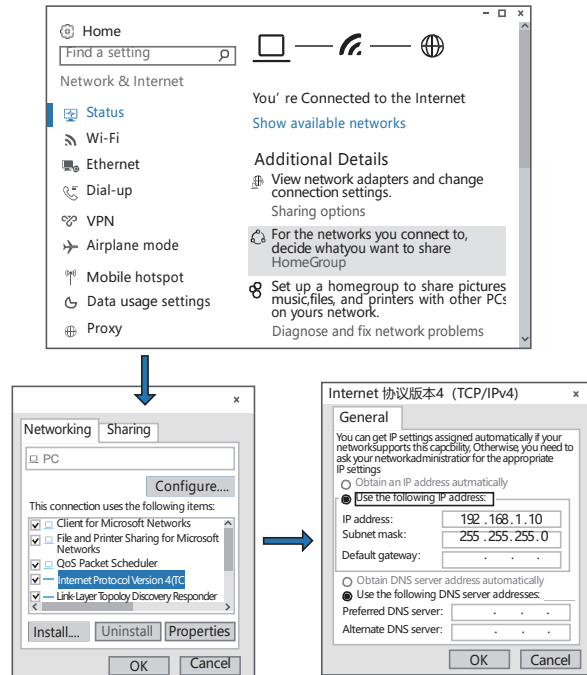 Home
Find a setting
Network & Internet
Status
Wi-Fi
Ethernet
Dial-up
VPN
Airplane mode
Mobile hotspot
Data usage settings
Proxy
You' re Connected to the Internet
Show available networks
Additional Details
View network adapters and change
connection settings.
Sharing options
For the networks you connect to,
decide whatyou want to share
HomeGroup
Set up a homegroup to share pictures
music,files, and printers with other PCs
on yours network.
Diagnose and fix network problems
Networking
Sharing
PC
Configure....
This connection uses the following items:
Client for Microsoft Networks
File and Printer Sharing for Microsoft
Networks
QoS Packet Scheduler
Internet Protocol Version 4(TC
Link-Layer Topoloy Discovery Responder
Install....
Uninstall
Properties
OK
Cancel
Internet 协议版本4 (TCP/IPv4)
General
You can get IP settings assigned automatically if your
networksupports this capcbility, Otherwise, you need to
ask your networkadministratior for the appropriate
IP settings
Obtain an IP address autmatically
Use the following IP address:
IP address: 192 .168.1 .10
Subnet mask: 255 .255.255.0
Default gateway: . . .
Obtain DNS server address automatically
Use the following DNS server addresses:
Preferred DNS server: . . .
Alternate DNS server: . . .
OK
Cancel